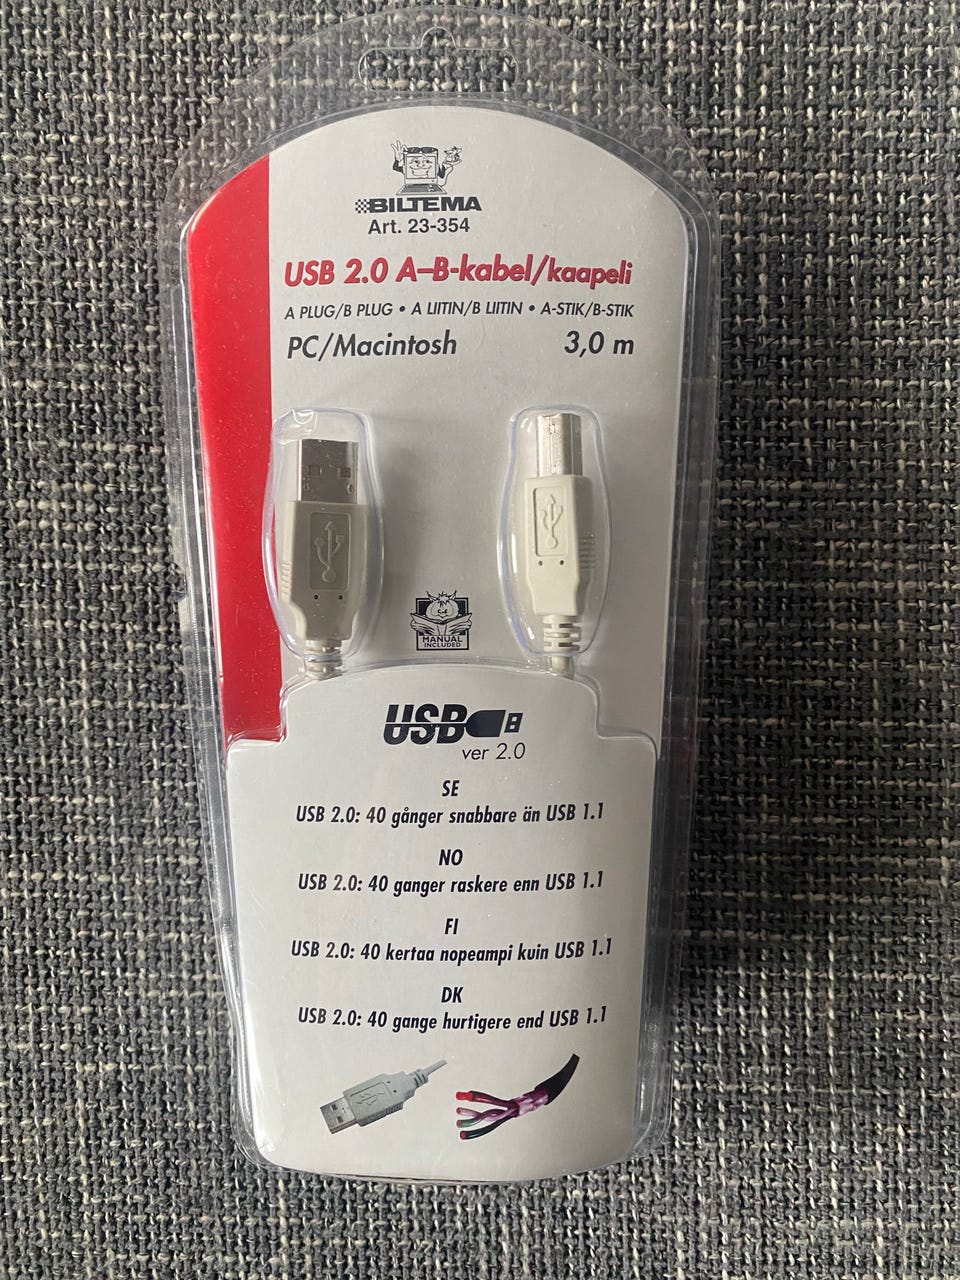 BILTEMA
Art. 23-354
USB 2.0 A–B-kabel/kaapeli
A PLUG/B PLUG • A LIITIN/B LIITIN • A-STIK/B-STIK
PC/Macintosh 3,0 m
MANUAL
INCLUDED
USB
ver 2.0
SE
USB 2.0: 40 gånger snabbare än USB 1.1
NO
USB 2.0: 40 ganger raskere enn USB 1.1
FI
USB 2.0: 40 kertaa nopeampi kuin USB 1.1
DK
USB 2.0: 40 gange hurtigere end USB 1.1